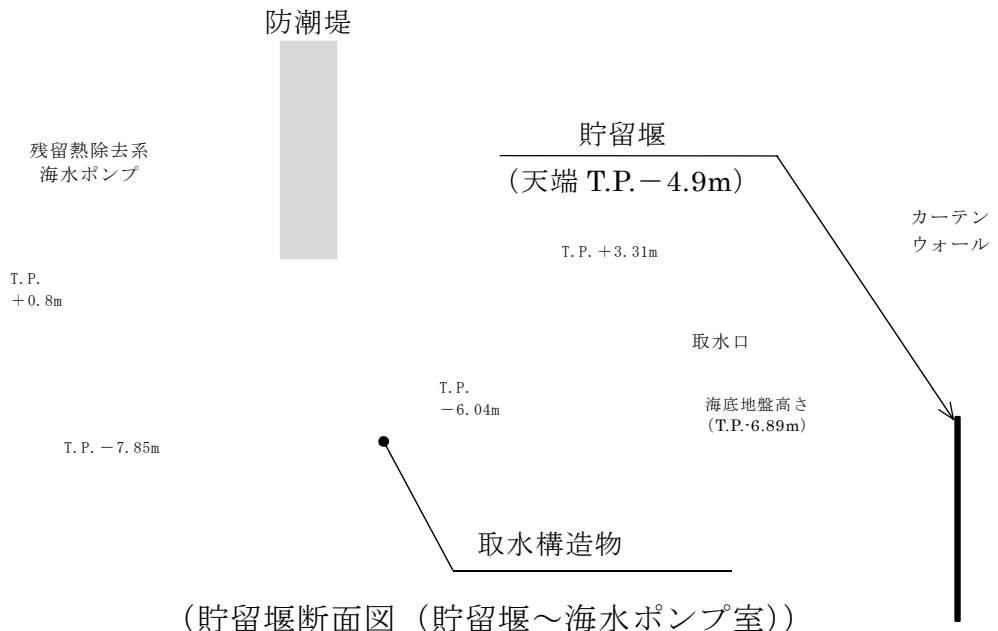 防潮堤
残留熱除去系
海水ポンプ
貯留堰
（天端 T.P.－4.9m）
カーテン
ウォール
T.P.＋3.31m
T.P.
＋0.8m
取水口
T.P.
－6.04m
海底地盤高さ
（T.P.-6.89m）
T.P.－7.85m
取水構造物
（貯留堰断面図（貯留堰～海水ポンプ室））